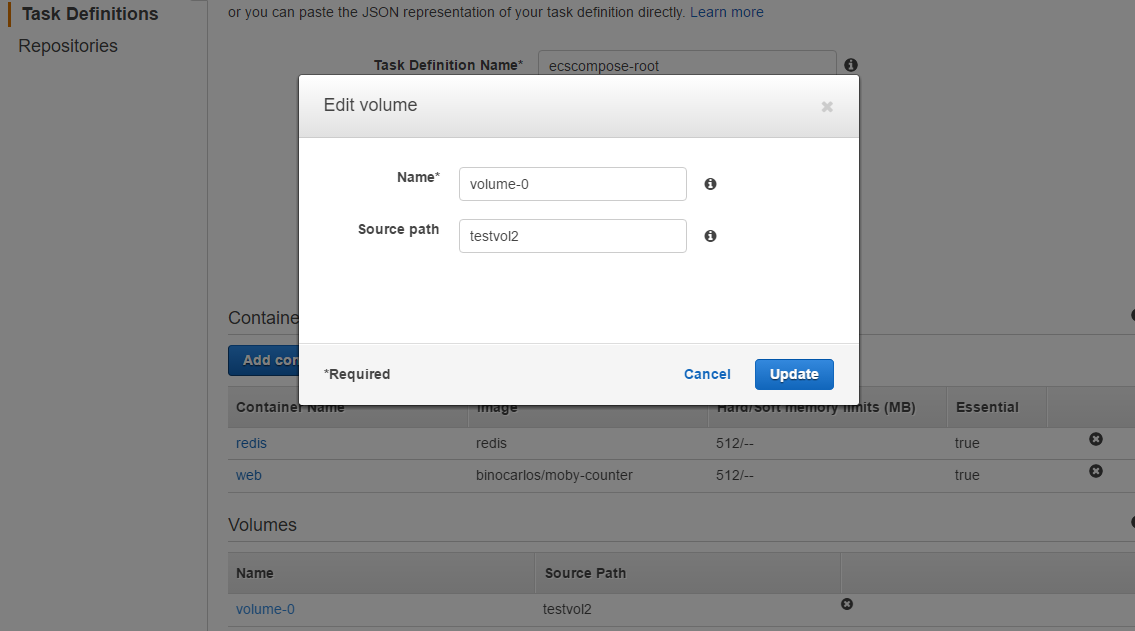 Task Definitions
Repositories
or you can paste the JSON representation of your task definition directly. Learn more
Task Definition Name* ecscompose-root
Edit volume
Name* volume-0
Source path testvol2
*Required Cancel Update
Add con
Container Name Image Hard/Soft memory limits (MB) Essential
redis redis 512/-- true
web binocarlos/moby-counter 512/-- true
Volumes
Name Source Path
volume-0 testvol2